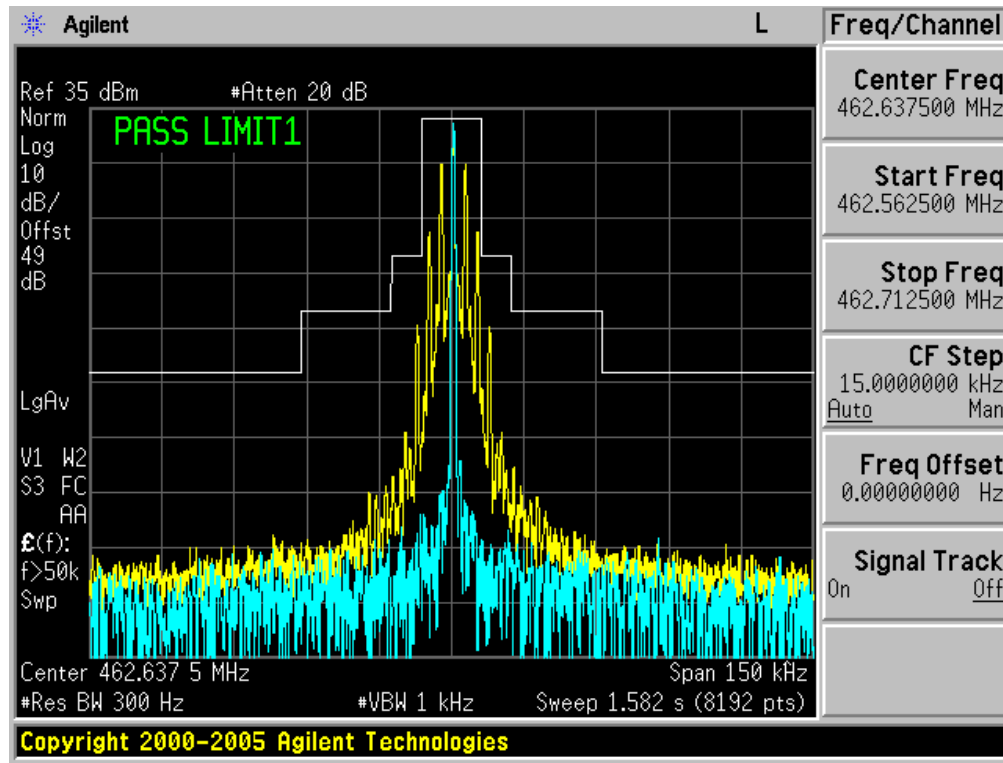 Agilent L Freq/Channel
Ref 35 dBm #Atten 20 dB
Norm
Log
10
dB/
Offst
49
dB
PASS LIMIT1
LgAv
V1 W2
S3 FC
AA
£(f):
f>50k
Swp
Center 462.637 5 MHz Span 150 kHz
#Res BW 300 Hz #VBW 1 kHz Sweep 1.582 s (8192 pts)
Copyright 2000-2005 Agilent Technologies
Center Freq
462.637500 MHz
Start Freq
462.562500 MHz
Stop Freq
462.712500 MHz
CF Step
15.0000000 kHz
Auto Man
Freq Offset
0.00000000 Hz
Signal Track
On Off